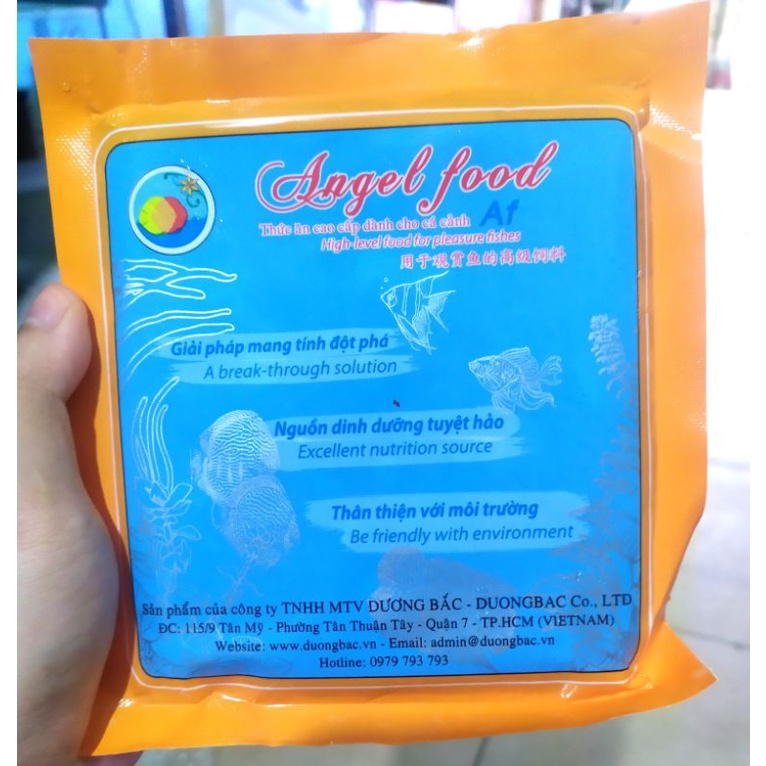 Angel food
Af
Thức ăn cao cấp dành cho cá cảnh
High-level food for pleasure fishes
用于观赏鱼的高级饲料
Giải pháp mang tính đột phá
A break-through solution
Nguồn dinh dưỡng tuyệt hảo
Excellent nutrition source
Thân thiện với môi trường
Be friendly with environment
Sản phẩm của công ty TNHH MTV DƯƠNG BẮC - DUONGBAC Co., LTD
ĐC: 115/9 Tân Mỹ - Phường Tân Thuận Tây - Quận 7 - TP.HCM (VIETNAM)
Website: www.duongbac.vn - Email: admin@duongbac.vn
Hotline: 0979 793 793